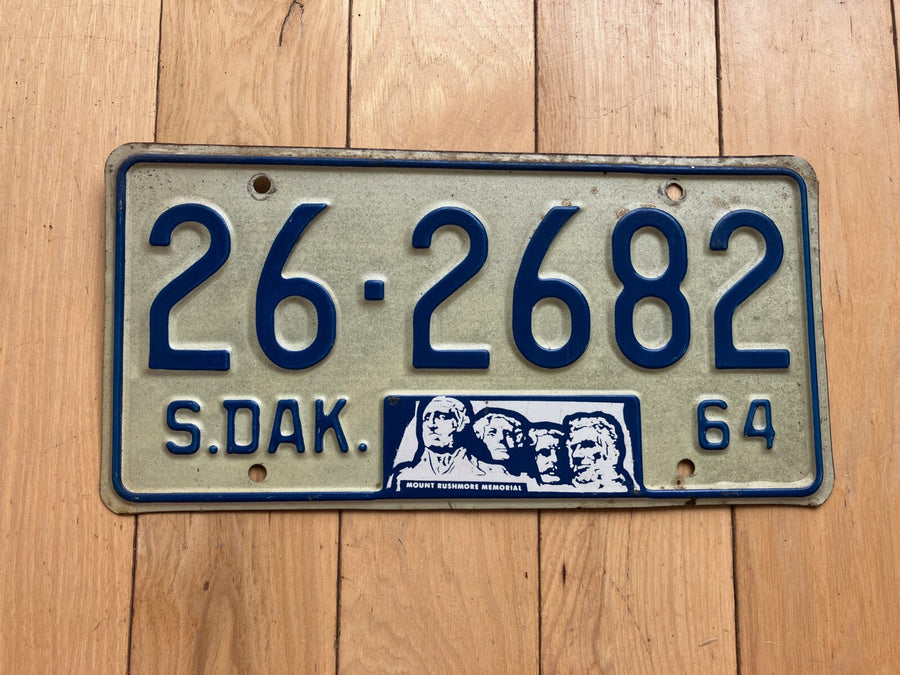 26·2682
S.DAK. 64
MOUNT RUSHMORE MEMORIAL